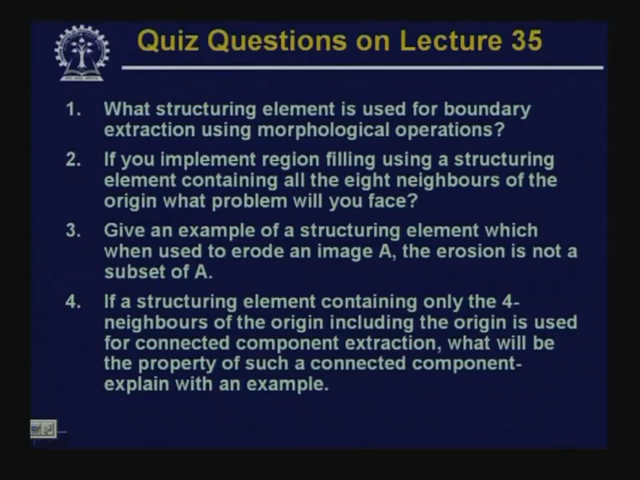 Quiz Questions on Lecture 35
1. What structuring element is used for boundary
extraction using morphological operations?
2. If you implement region filling using a structuring
element containing all the eight neighbours of the
origin what problem will you face?
3. Give an example of a structuring element which
when used to erode an image A, the erosion is not a
subset of A.
4. If a structuring element containing only the 4-
neighbours of the origin including the origin is used
for connected component extraction, what will be
the property of such a connected component-
explain with an example.